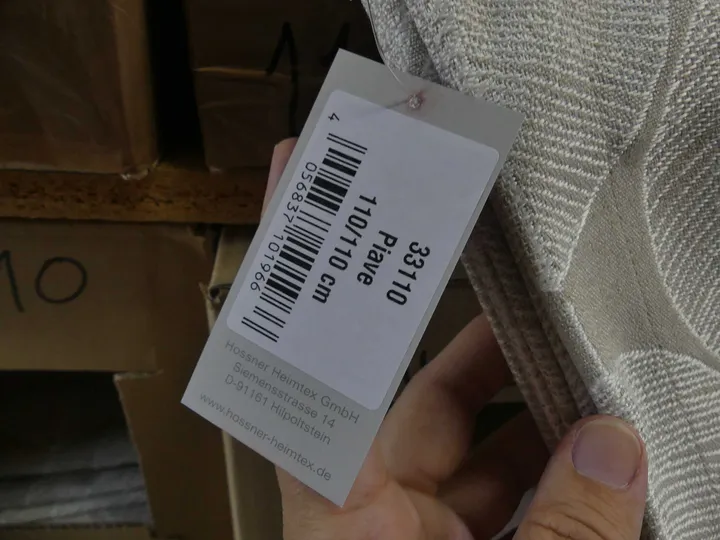 33110
Piave
110/110 cm
4 056837 101966
Hossner Heimtex GmbH
Siemensstrasse 14
D-91161 Hilpoltstein
www.hossner-heimtex.de
10